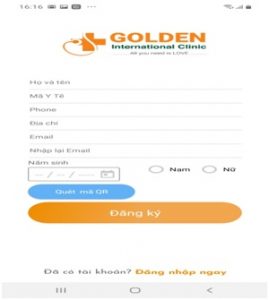 16:16
GOLDEN
International Clinic
All you need is LOVE
Họ và tên
Mã Y Tế
Phone
Địa chỉ
Email
Nhập lại Email
Năm sinh
-- / -- / ----
Nam
Nữ
Quét mã QR
Đăng ký
Đã có tài khoản? Đăng nhập ngay